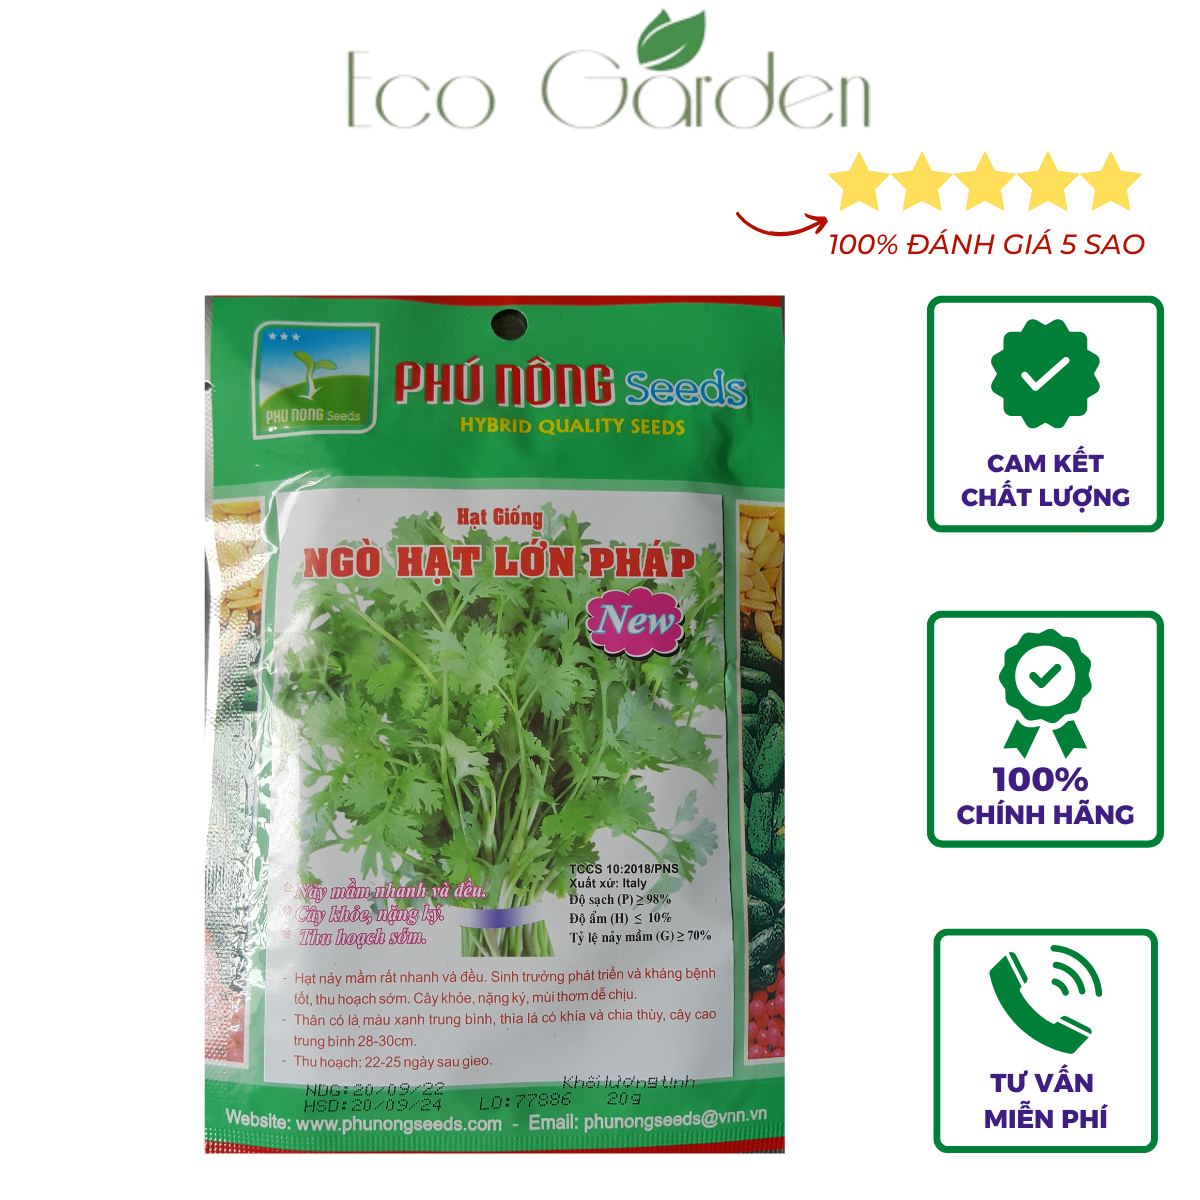 Eco Garden
100% ĐÁNH GIÁ 5 SAO
PHU NONG Seeds
PHÚ NÔNG Seeds
HYBRID QUALITY SEEDS
Hạt Giống
NGÒ HẠT LỚN PHÁP
New
* Nảy mầm nhanh và đều.
* Cây khỏe, nặng ký.
* Thu hoạch sớm.
TCCS 10:2018/PNS
Xuất xứ: Italy
Độ sạch (P) ≥ 98%
Độ ẩm (H) ≤ 10%
Tỷ lệ nảy mầm (G) ≥ 70%
- Hạt nảy mầm rất nhanh và đều. Sinh trưởng phát triển và kháng bệnh
tốt, thu hoạch sớm. Cây khỏe, nặng ký, mùi thơm dễ chịu.
- Thân có là màu xanh trung bình, thìa lá có khía và chia thùy, cây cao
trung bình 28-30cm.
- Thu hoạch: 22-25 ngày sau gieo.
NDG: 20/09/22 Khối lượng tịnh
HSD: 20/09/24 LO: 77886 20g
Website: www.phunongseeds.com - Email: phunongseeds@vnn.vn
CAM KẾT
CHẤT LƯỢNG
100%
CHÍNH HÃNG
TƯ VẤN
MIỄN PHÍ